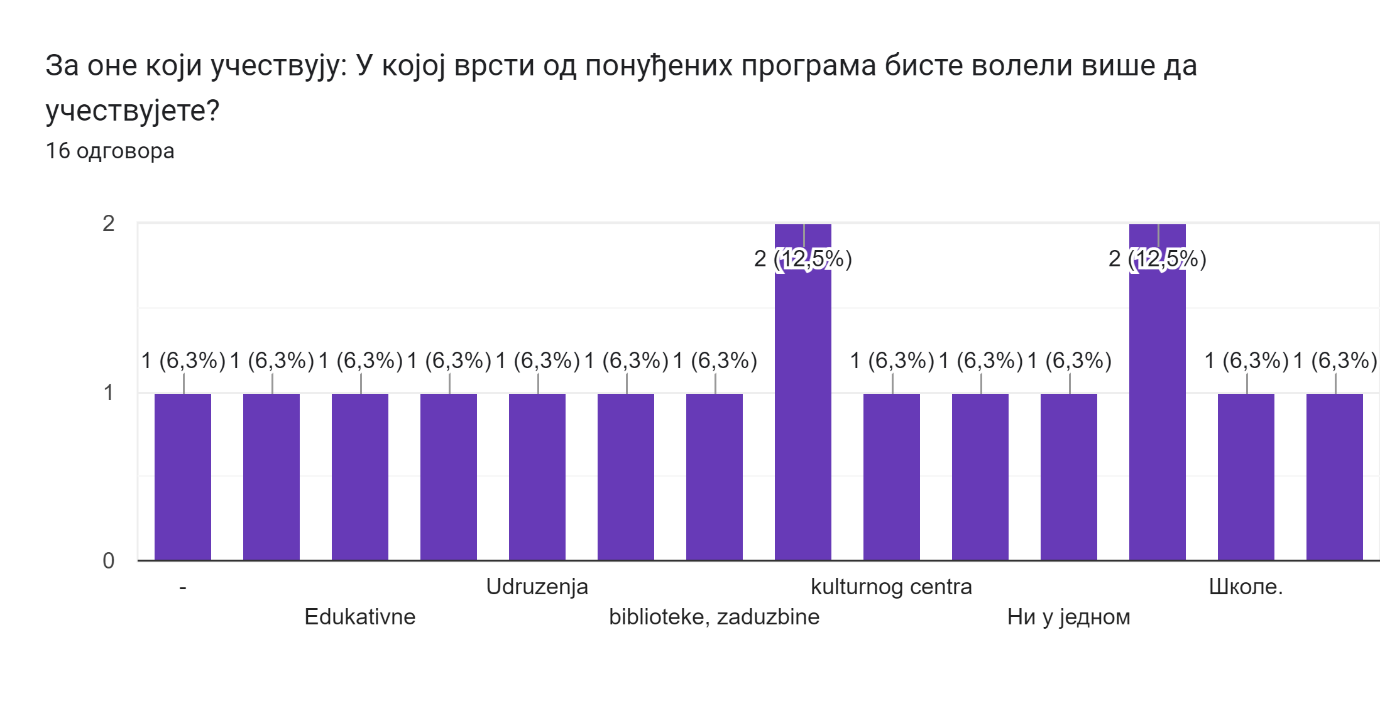 За оне који учествују: У којој врсти од понуђених програма бисте волели више да
учествујете?
16 одговора
2
2 (12,5%) 2 (12,5%)
1 (6,3%) 1 (6,3%) 1 (6,3%) 1 (6,3%) 1 (6,3%) 1 (6,3%) 1 (6,3%) 1 (6,3%) 1 (6,3%) 1 (6,3%) 1 (6,3%) 1 (6,3%)
1
0
- Udruzenja kulturnog centra Школе.
Edukativne biblioteke, zaduzbine Ни у једном